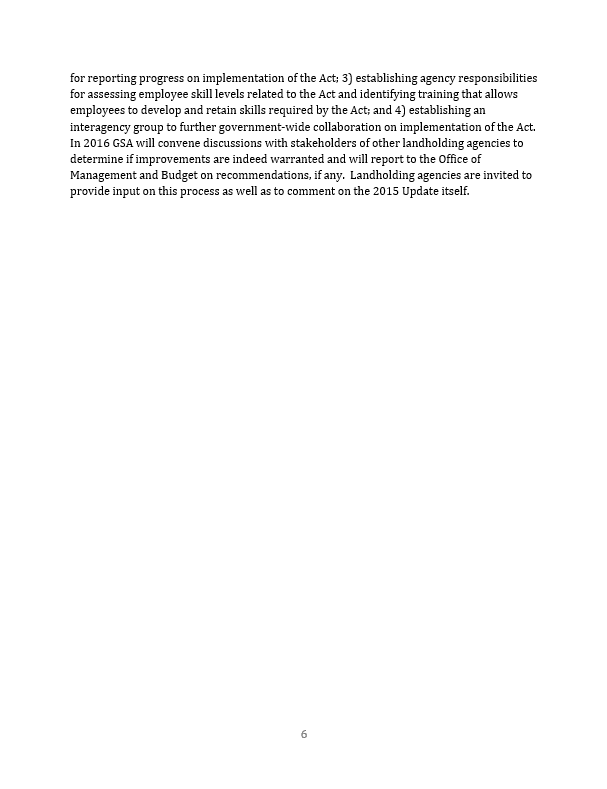 for reporting progress on implementation of the Act; 3) establishing agency responsibilities
for assessing employee skill levels related to the Act and identifying training that allows
employees to develop and retain skills required by the Act; and 4) establishing an
interagency group to further government-wide collaboration on implementation of the Act.
In 2016 GSA will convene discussions with stakeholders of other landholding agencies to
determine if improvements are indeed warranted and will report to the Office of
Management and Budget on recommendations, if any.  Landholding agencies are invited to
provide input on this process as well as to comment on the 2015 Update itself.
6